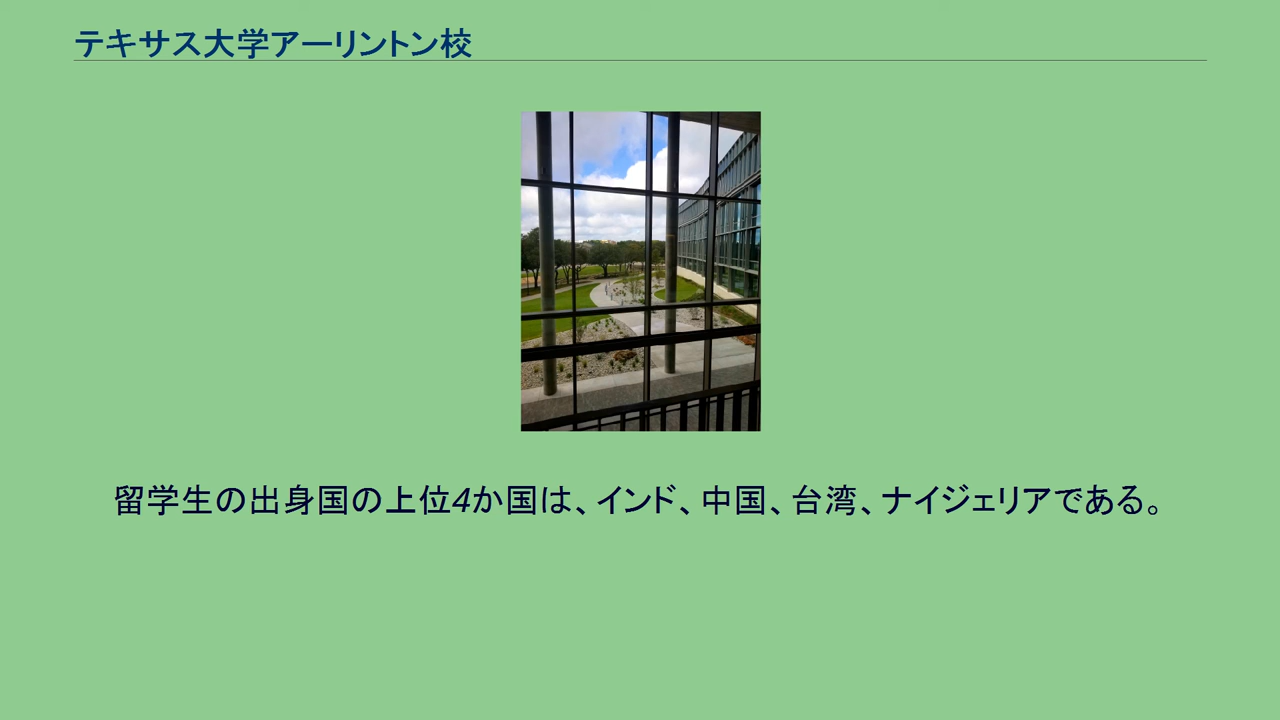 テキサス大学アーリントン校
留学生の出身国の上位4か国は、インド、中国、台湾、ナイジェリアである。